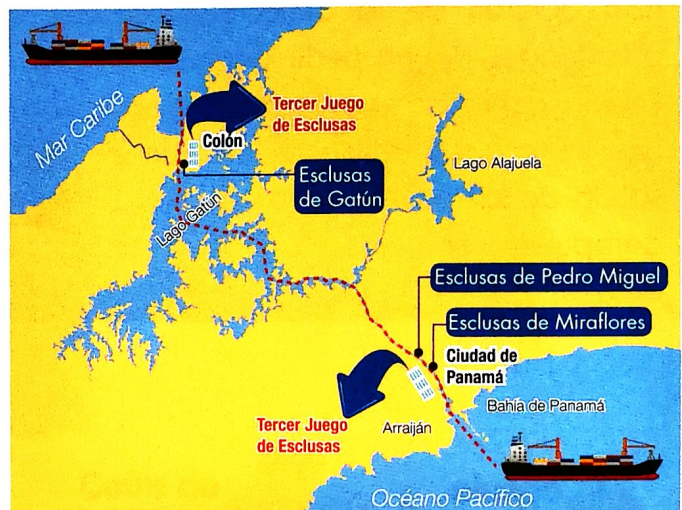 Mar Caribe
Tercer Juego
de Esclusas
Colón
Esclusas
de Gatún
Lago Alajuela
Lago Gatún
Esclusas de Pedro Miguel
Esclusas de Miraflores
Ciudad de
Panamá
Bahía de Panamá
Tercer Juego
de Esclusas
Arraiján
Océano Pacífico